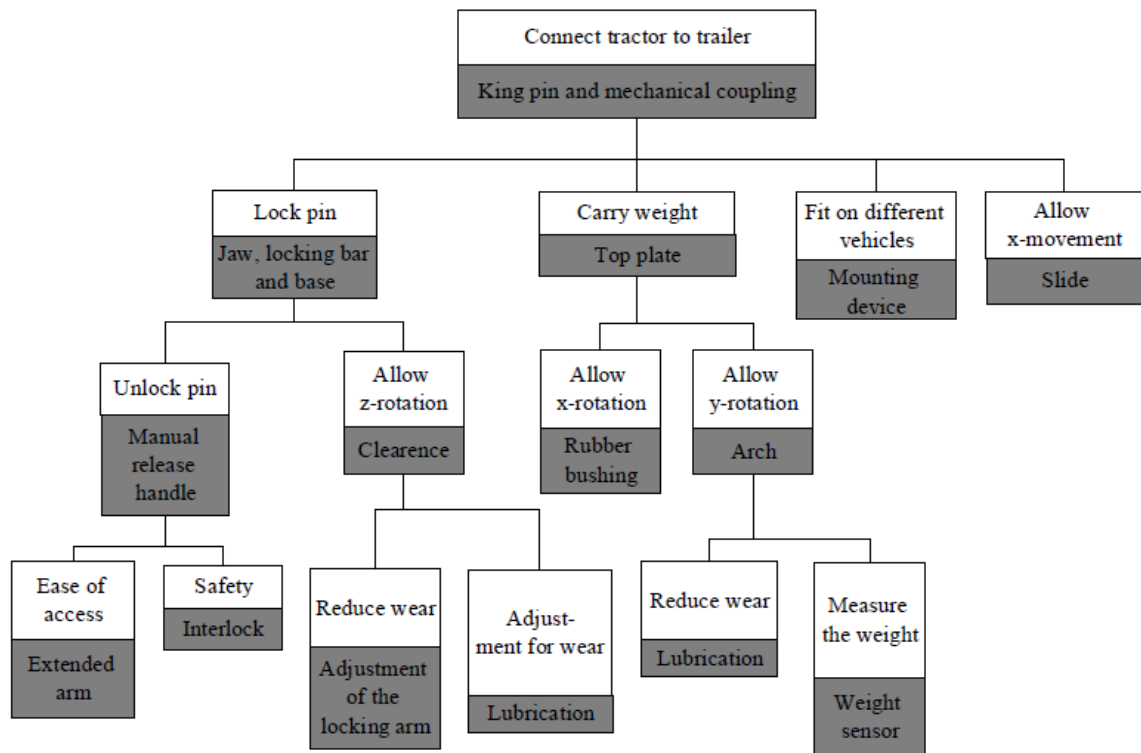 Connect tractor to trailer
King pin and mechanical coupling
Lock pin
Jaw, locking bar
and base
Carry weight
Top plate
Fit on different
vehicles
Mounting
device
Allow
x-movement
Slide
Unlock pin
Manual
release
handle
Allow
z-rotation
Clearence
Allow
x-rotation
Rubber
bushing
Allow
y-rotation
Arch
Ease of
access
Extended
arm
Safety
Interlock
Reduce wear
Adjustment
of the
locking arm
Adjust-
ment for wear
Lubrication
Reduce wear
Lubrication
Measure
the weight
Weight
sensor